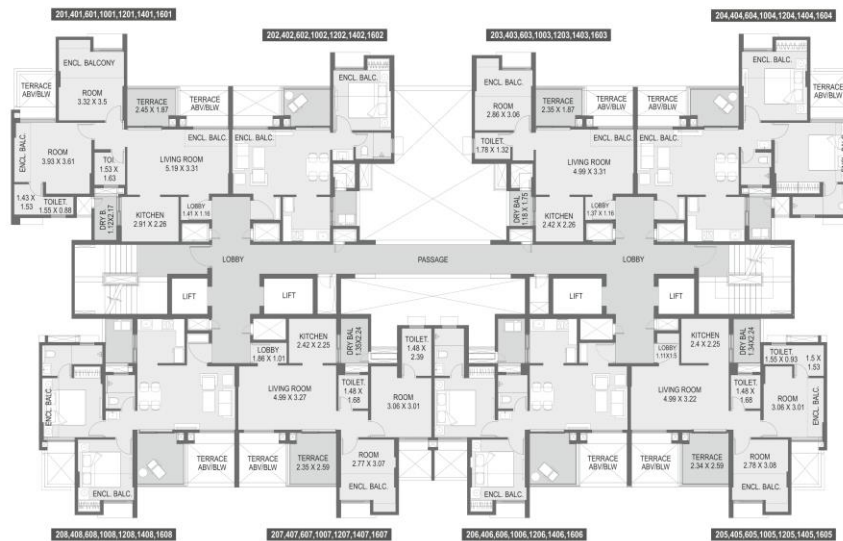 201,401,601,1001,1201,1401,1601
202,402,602,1002,1202,1402,1602
203,403,603,1003,1203,1403,1603
204,404,604,1004,1204,1404,1604
ENCL. BALCONY
ROOM
3.32 X 3.5
TERRACE
ABV/BLW
TERRACE
2.45 X 1.87
TERRACE
ABV/BLW
ENCL. BALC.
ENCL. BALC.
ROOM
3.93 X 3.61
TOI.
1.53 X
1.63
ENCL. BALC.
LIVING ROOM
5.19 X 3.31
ENCL. BALC.
1.43 X
1.53
TOILET.
1.55 X 0.88
DRY B.
1.12X2.17
KITCHEN
2.91 X 2.26
LOBBY
1.41 X 1.16
ENCL. BALC.
ENCL. BALC.
ROOM
2.86 X 3.06
TOILET.
1.78 X 1.32
TERRACE
2.35 X 1.87
TERRACE
ABV/BLW
ENCL. BALC.
LIVING ROOM
4.99 X 3.31
DRY BAL
1.18 X 1.75
KITCHEN
2.42 X 2.26
LOBBY
1.37 X 1.16
TERRACE
ABV/BLW
ENCL. BALC.
ENCL. BALC.
TERRACE
ABV/BLW
ENCL. BALC.
LOBBY
PASSAGE
LOBBY
LIFT
LIFT
LIFT
LIFT
ENCL. BALC.
ENCL. BALC.
TERRACE
ABV/BLW
LOBBY
1.86 X 1.01
KITCHEN
2.42 X 2.25
DRY BAL
1.35X2.24
TOILET.
1.48 X
2.39
LIVING ROOM
4.99 X 3.27
TOILET.
1.48 X
1.68
ROOM
3.06 X 3.01
TERRACE
ABV/BLW
TERRACE
2.35 X 2.59
ROOM
2.77 X 3.07
ENCL. BALC.
ENCL. BALC.
TERRACE
ABV/BLW
LOBBY
1.11X1.5
KITCHEN
2.4 X 2.25
DRY BAL
1.34X2.24
TOILET.
1.55 X 0.93
1.5 X
1.53
LIVING ROOM
4.99 X 3.22
TOILET.
1.48 X
1.68
ROOM
3.06 X 3.01
ENCL. BALC.
TERRACE
ABV/BLW
TERRACE
2.34 X 2.59
ROOM
2.78 X 3.08
ENCL. BALC.
208,408,608,1008,1208,1408,1608
207,407,607,1007,1207,1407,1607
206,406,606,1006,1206,1406,1606
205,405,605,1005,1205,1405,1605